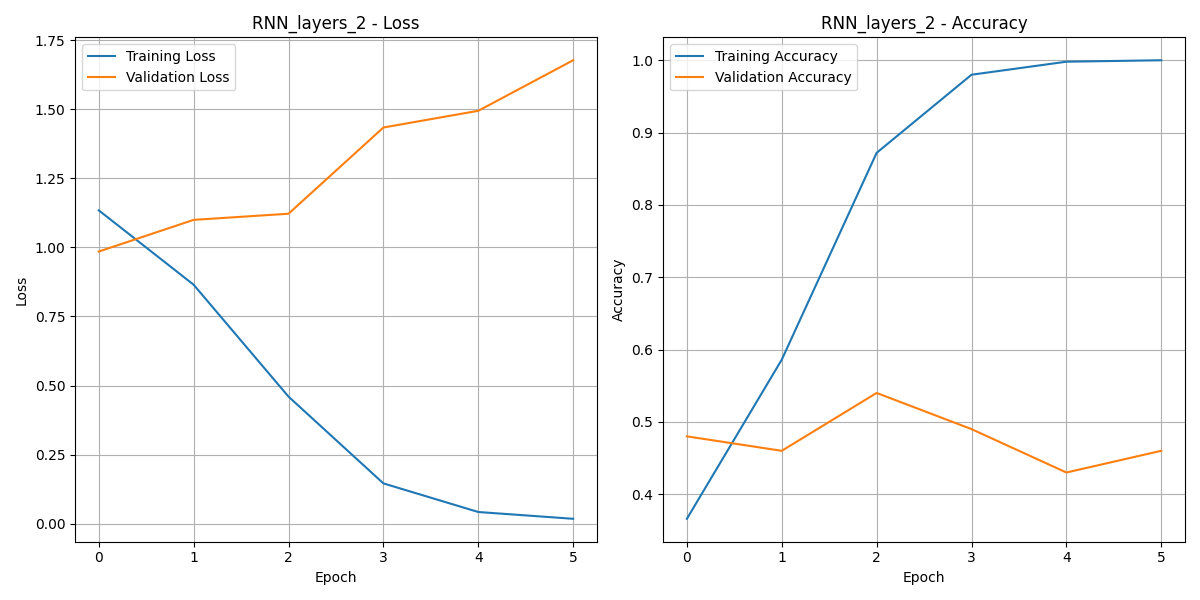 RNN_layers_2 - Loss
Training Loss
Validation Loss
1.75
1.50
1.25
1.00
0.75
0.50
0.25
0.00
Loss
0 1 2 3 4 5
Epoch
RNN_layers_2 - Accuracy
Training Accuracy
Validation Accuracy
1.0
0.9
0.8
0.7
0.6
0.5
0.4
Accuracy
0 1 2 3 4 5
Epoch